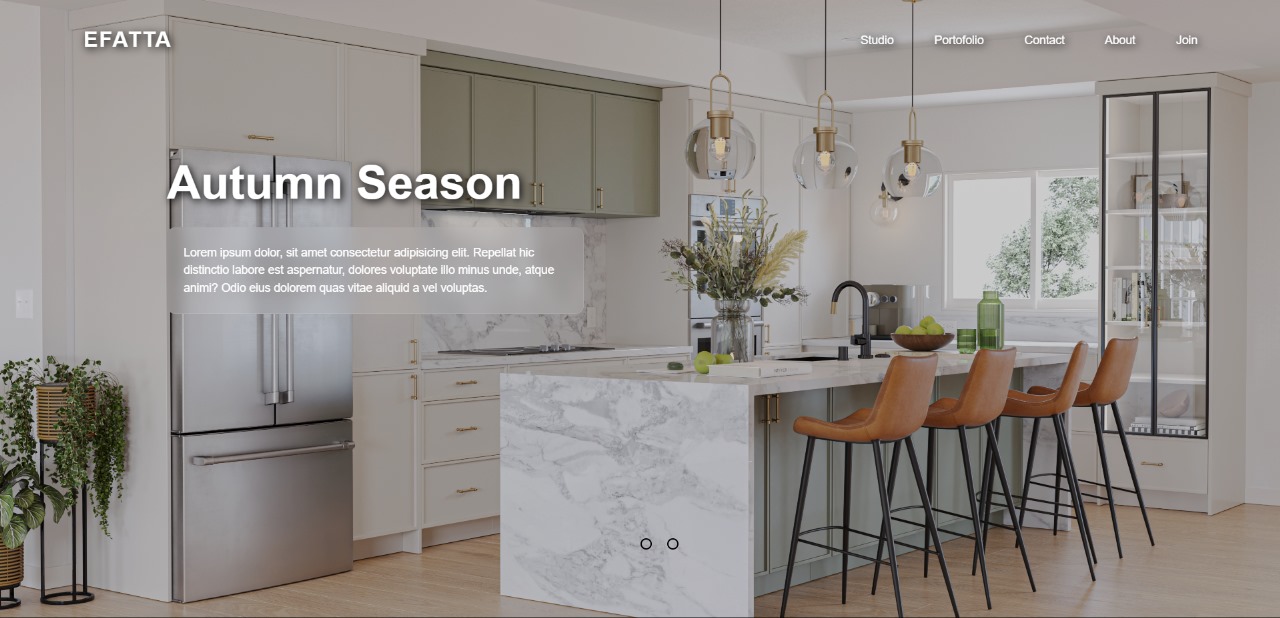 EFATTA
Studio
Portofolio
Contact
About
Join
Autumn Season
Lorem ipsum dolor, sit amet consectetur adipisicing elit. Repellat hic
distinctio labore est aspernatur, dolores voluptate illo minus unde, atque
animi? Odio eius dolorem quas vitae aliquid a vel voluptas.